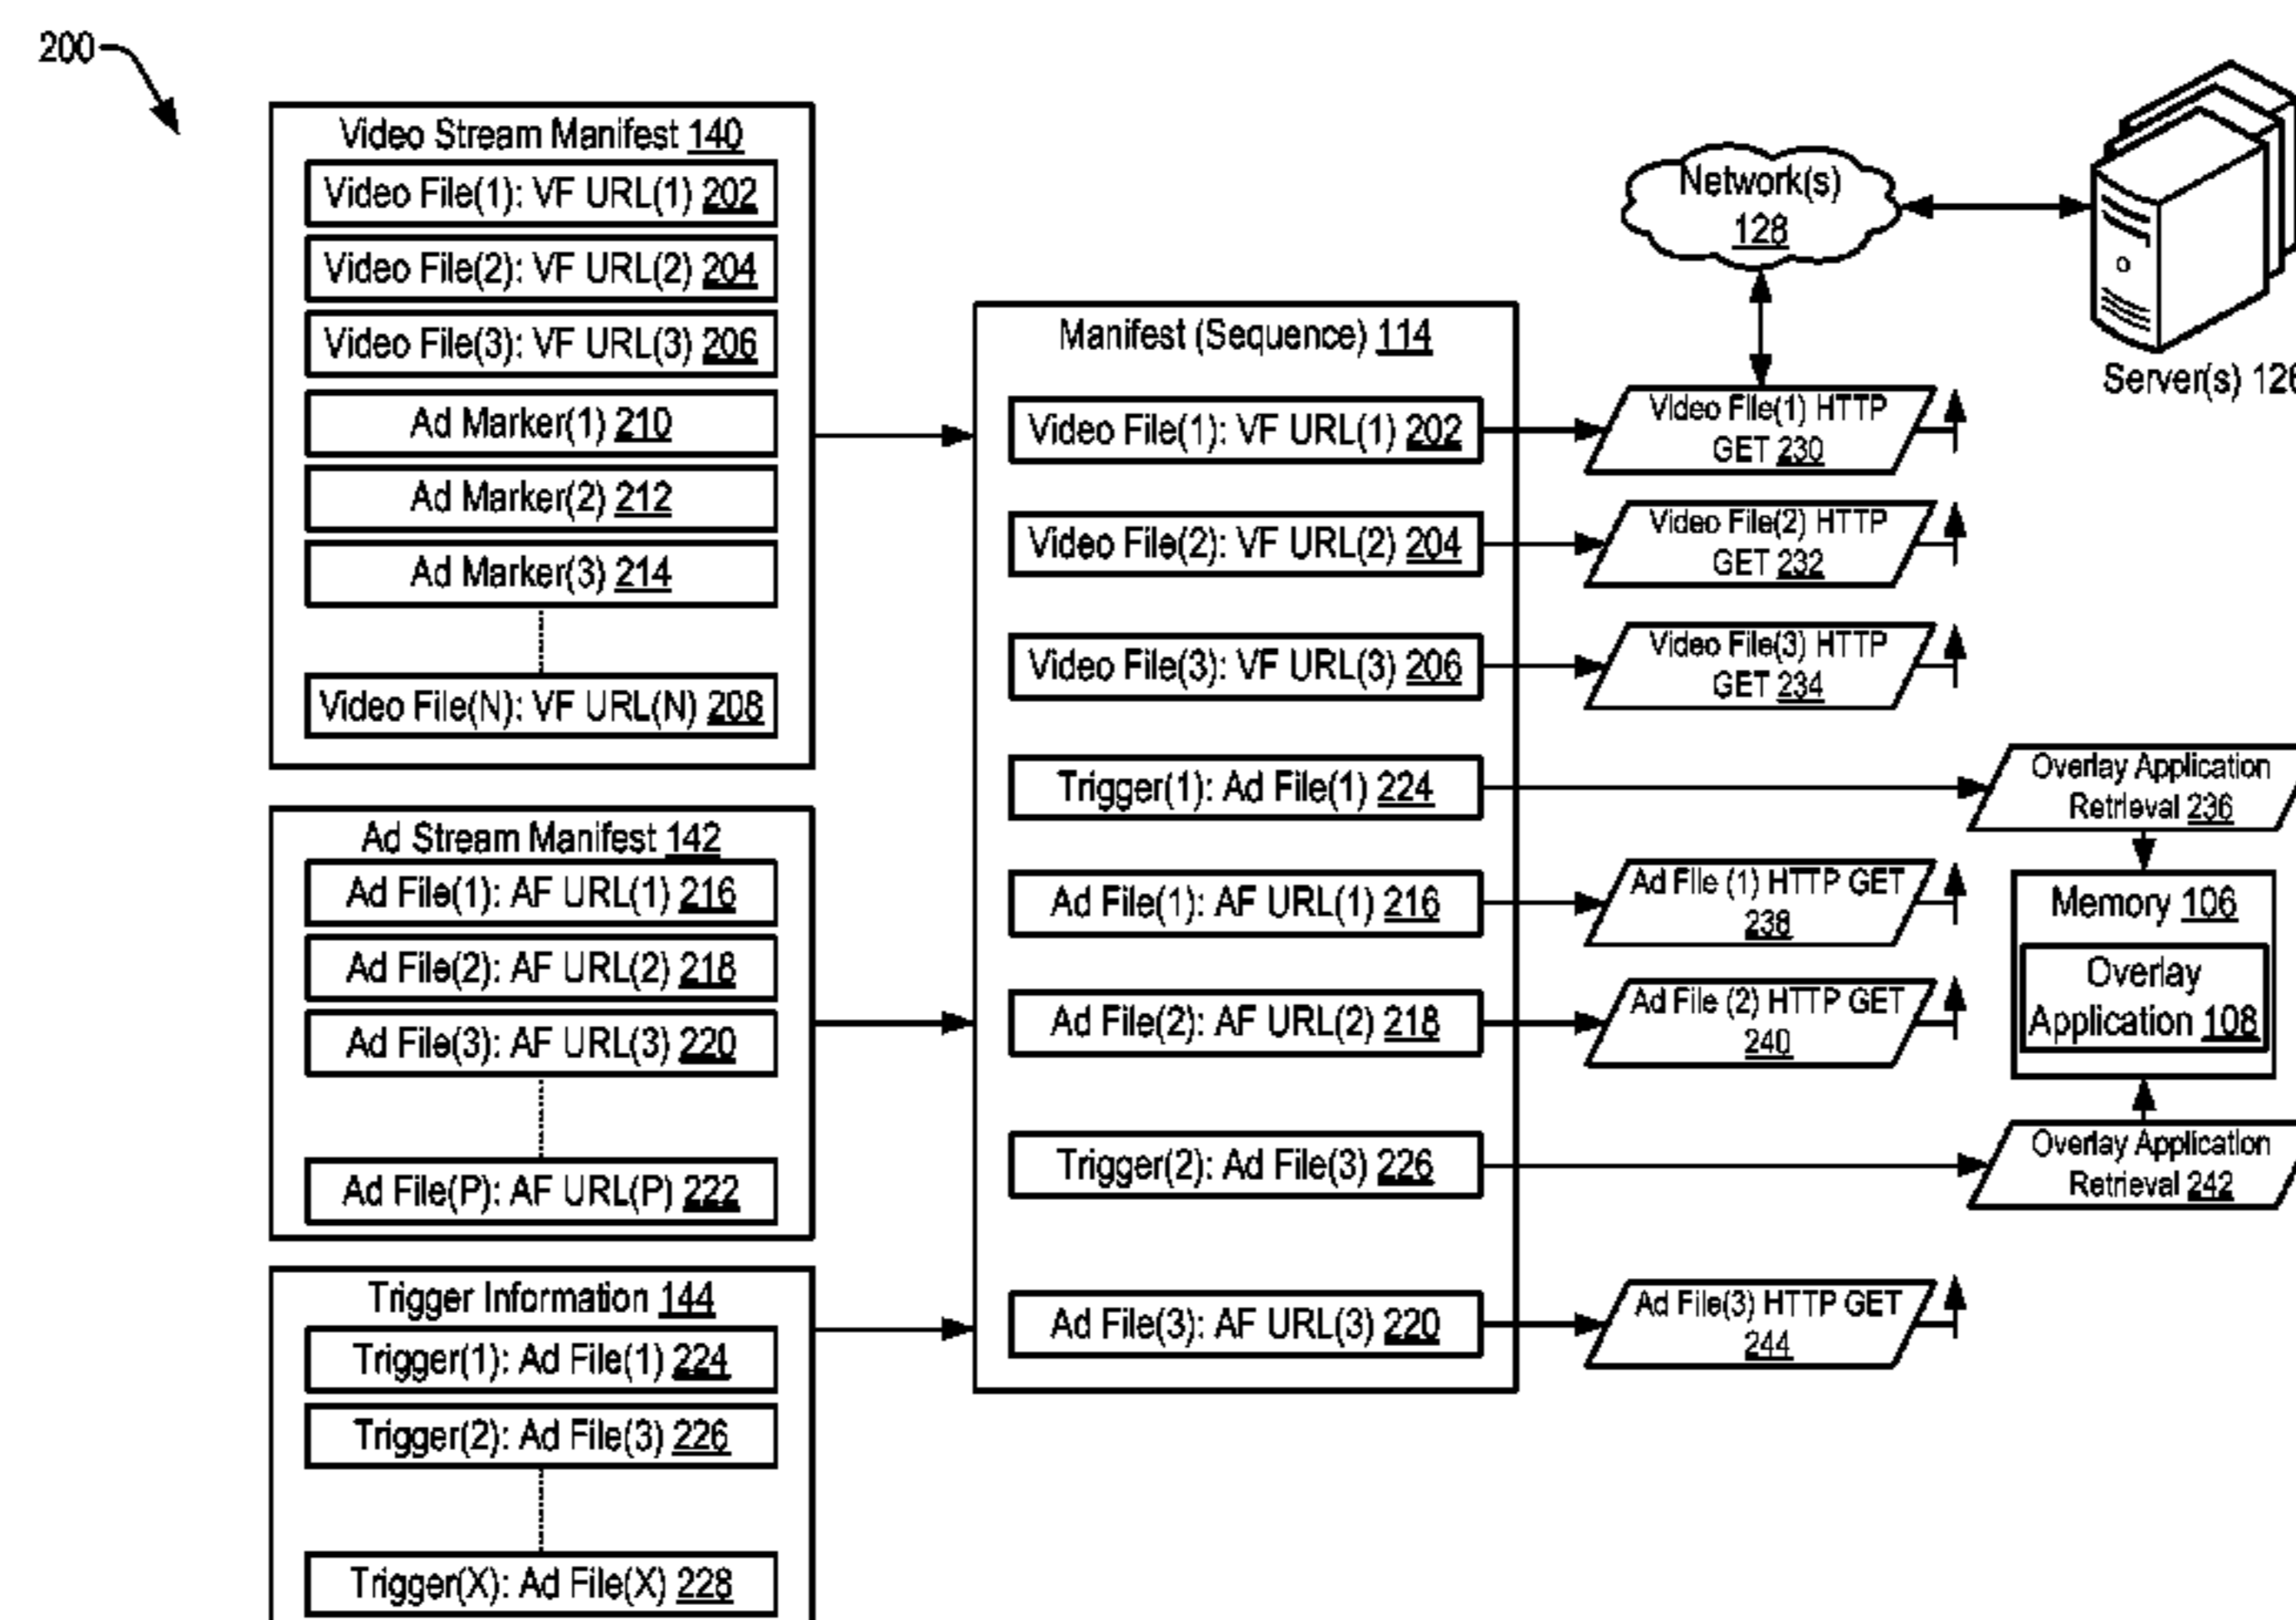 200
Video Stream Manifest 140
Video File(1): VF URL(1) 202
Video File(2): VF URL(2) 204
Video File(3): VF URL(3) 206
Ad Marker(1) 210
Ad Marker(2) 212
Ad Marker(3) 214
Video File(N): VF URL(N) 208
Ad Stream Manifest 142
Ad File(1): AF URL(1) 216
Ad File(2): AF URL(2) 218
Ad File(3): AF URL(3) 220
Ad File(P): AF URL(P) 222
Trigger Information 144
Trigger(1): Ad File(1) 224
Trigger(2): Ad File(3) 226
Trigger(X): Ad File(X) 228
Manifest (Sequence) 114
Video File(1): VF URL(1) 202
Video File(2): VF URL(2) 204
Video File(3): VF URL(3) 206
Trigger(1): Ad File(1) 224
Ad File(1): AF URL(1) 216
Ad File(2): AF URL(2) 218
Trigger(2): Ad File(3) 226
Ad File(3): AF URL(3) 220
Network(s)
128
Server(s) 126
Video File(1) HTTP
GET 230
Video File(2) HTTP
GET 232
Video File(3) HTTP
GET 234
Overlay Application
Retrieval 236
Ad File (1) HTTP GET
238
Ad File (2) HTTP GET
240
Memory 106
Overlay
Application 108
Overlay Application
Retrieval 242
Ad File(3) HTTP GET
244